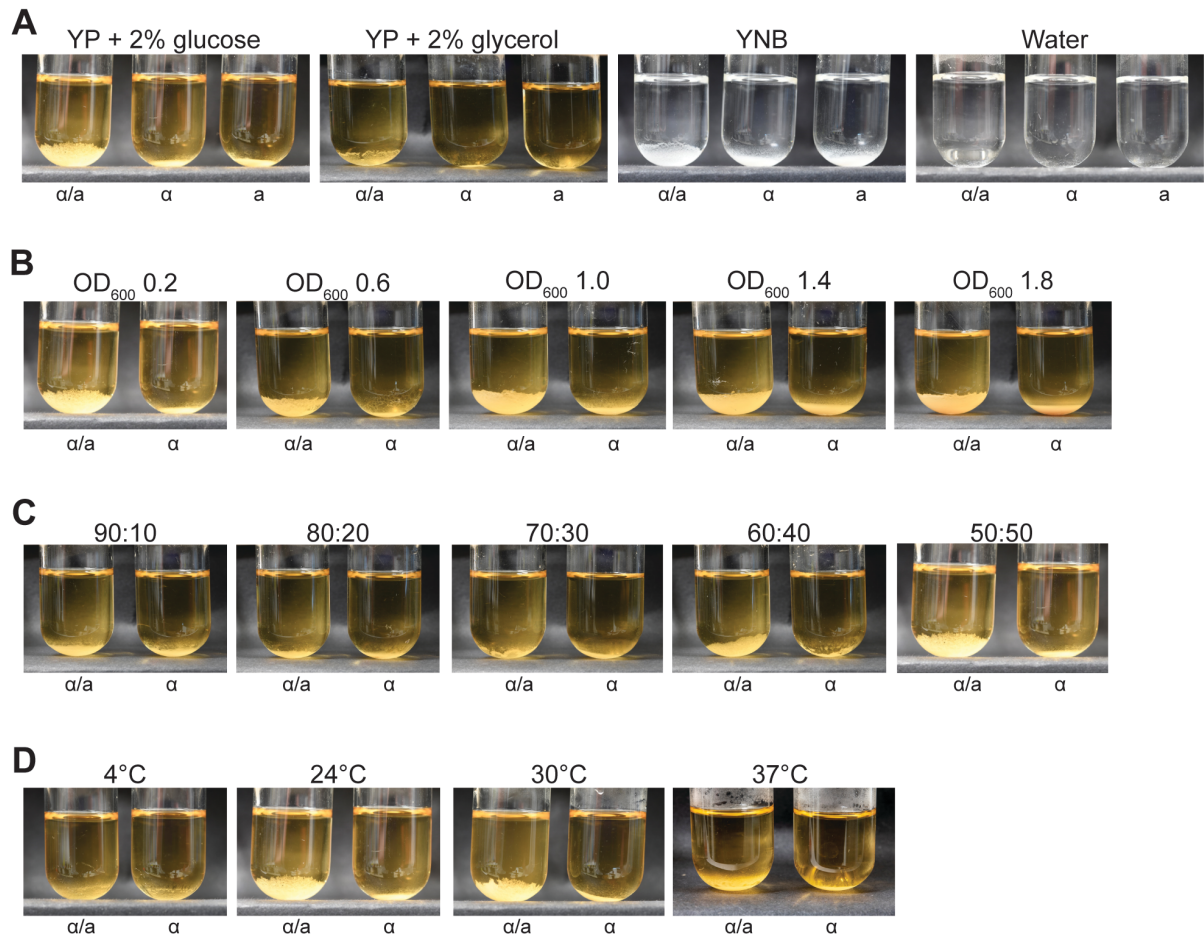 A
YP + 2% glucose YP + 2% glycerol YNB Water
α/a α a α/a α a α/a α a α/a α a
B
OD600 0.2 OD600 0.6 OD600 1.0 OD600 1.4 OD600 1.8
α/a α α/a α α/a α α/a α α/a α
C
90:10 80:20 70:30 60:40 50:50
α/a α α/a α α/a α α/a α α/a α
D
4°C 24°C 30°C 37°C
α/a α α/a α α/a α α/a α